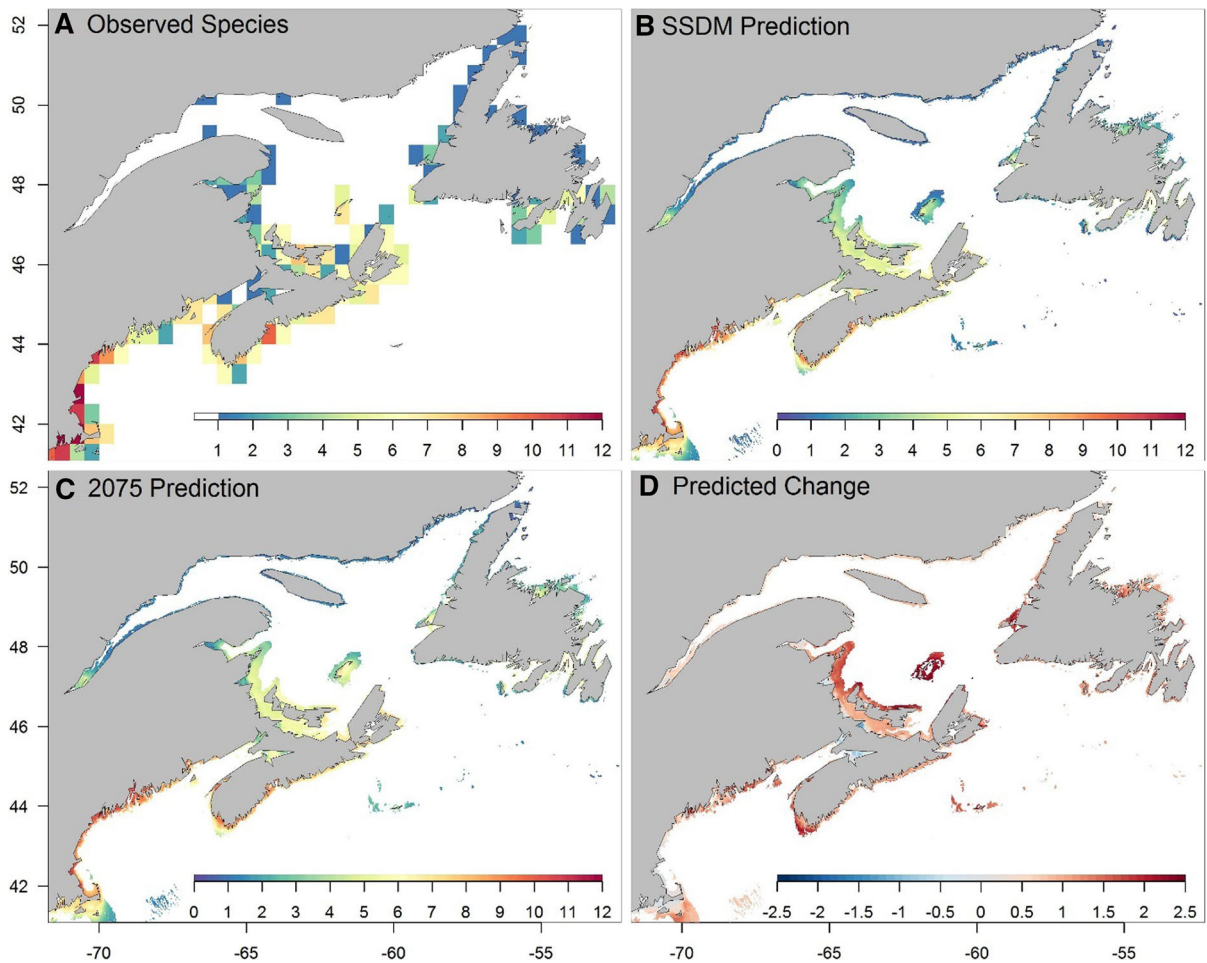 A Observed Species
B SSDM Prediction
52
50
48
46
44
42
1 2 3 4 5 6 7 8 9 10 11 12
0 1 2 3 4 5 6 7 8 9 10 11 12
C 2075 Prediction
D Predicted Change
52
50
48
46
44
42
0 1 2 3 4 5 6 7 8 9 10 11 12
-2.5 -2 -1.5 -1 -0.5 0 0.5 1 1.5 2 2.5
-70 -65 -60 -55
-70 -65 -60 -55